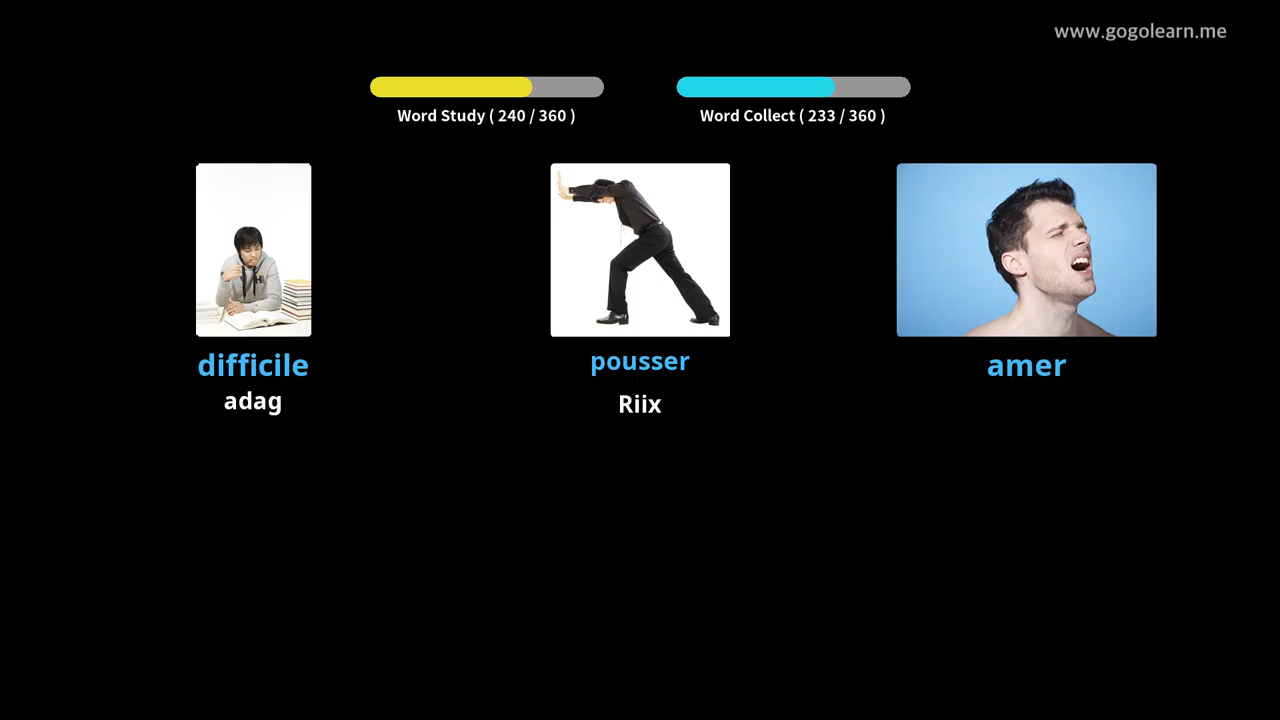 www.gogolearn.me
Word Study ( 240 / 360 )
Word Collect ( 233 / 360 )
difficile
adag
pousser
Riix
amer